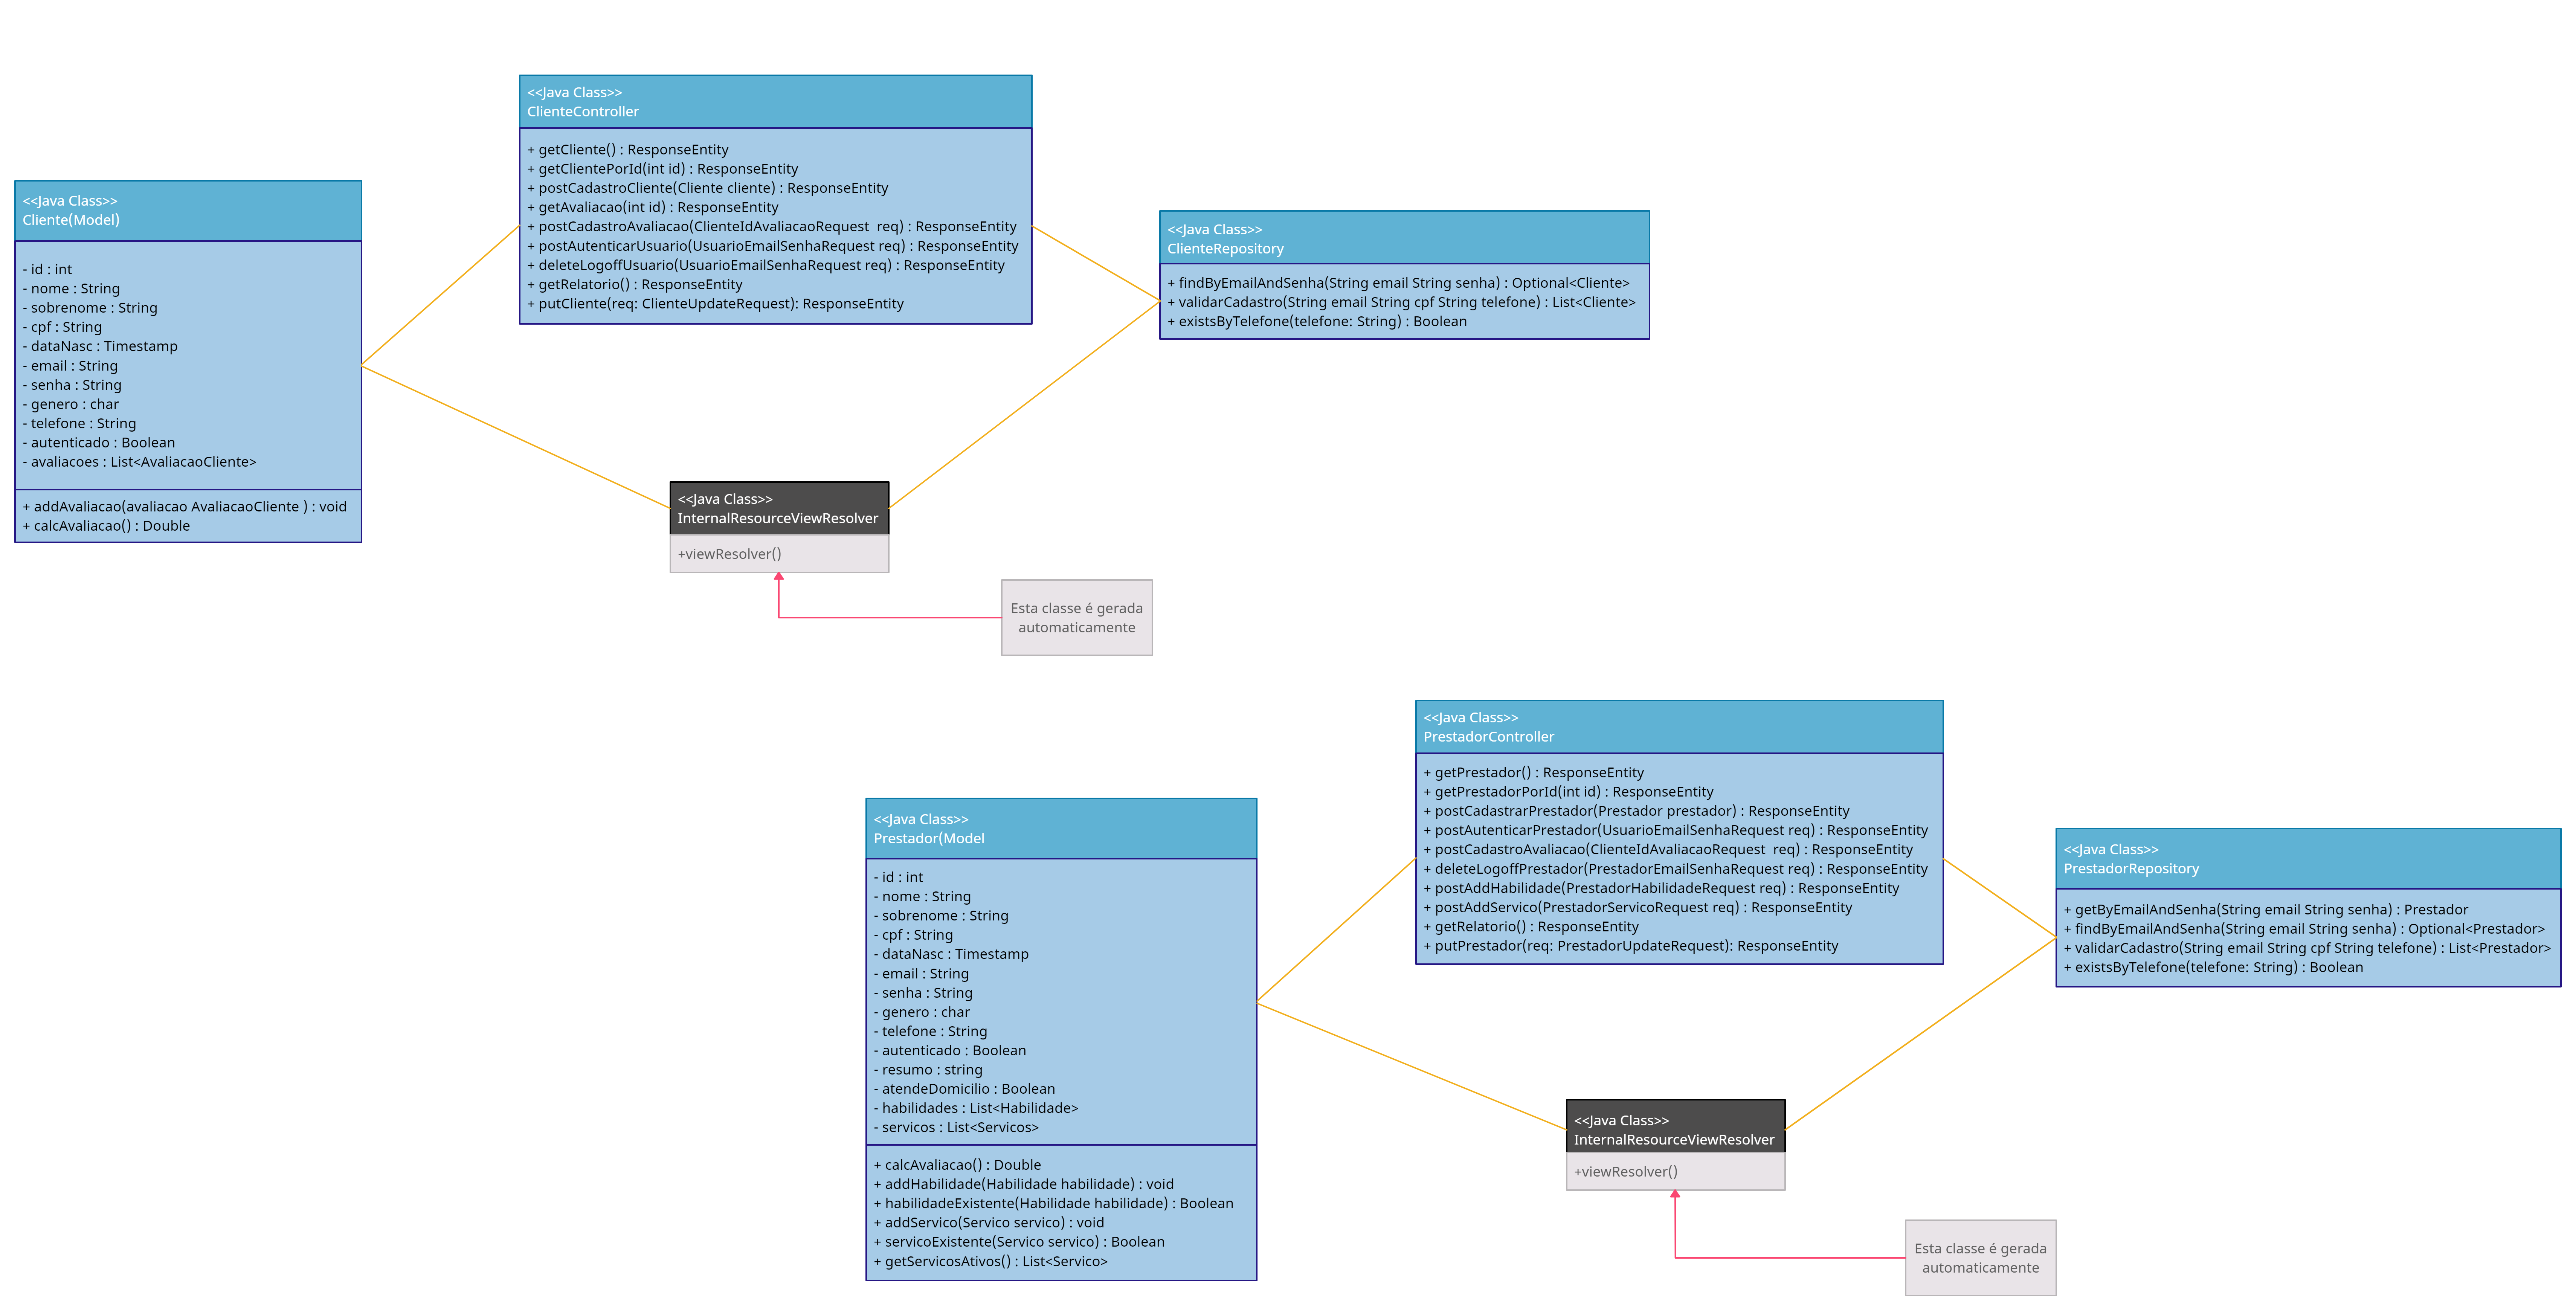 <<Java Class>>
ClienteController
+ getCliente() : ResponseEntity
+ getClientePorId(int id) : ResponseEntity
+ postCadastroCliente(Cliente cliente) : ResponseEntity
+ getAvaliacao(int id) : ResponseEntity
+ postCadastroAvaliacao(ClienteIdAvaliacaoRequest  req) : ResponseEntity
+ postAutenticarUsuario(UsuarioEmailSenhaRequest req) : ResponseEntity
+ deleteLogoffUsuario(UsuarioEmailSenhaRequest req) : ResponseEntity
+ getRelatorio() : ResponseEntity
+ putCliente(req: ClienteUpdateRequest): ResponseEntity
<<Java Class>>
Cliente(Model)
- id : int
- nome : String
- sobrenome : String
- cpf : String
- dataNasc : Timestamp
- email : String
- senha : String
- genero : char
- telefone : String
- autenticado : Boolean
- avaliacoes : List<AvaliacaoCliente>
+ addAvaliacao(avaliacao AvaliacaoCliente ) : void
+ calcAvaliacao() : Double
<<Java Class>>
ClienteRepository
+ findByEmailAndSenha(String email String senha) : Optional<Cliente>
+ validarCadastro(String email String cpf String telefone) : List<Cliente>
+ existsByTelefone(telefone: String) : Boolean
<<Java Class>>
InternalResourceViewResolver
+viewResolver()
Esta classe é gerada
automaticamente
<<Java Class>>
PrestadorController
+ getPrestador() : ResponseEntity
+ getPrestadorPorId(int id) : ResponseEntity
+ postCadastrarPrestador(Prestador prestador) : ResponseEntity
+ postAutenticarPrestador(UsuarioEmailSenhaRequest req) : ResponseEntity
+ postCadastroAvaliacao(ClienteIdAvaliacaoRequest  req) : ResponseEntity
+ deleteLogoffPrestador(PrestadorEmailSenhaRequest req) : ResponseEntity
+ postAddHabilidade(PrestadorHabilidadeRequest req) : ResponseEntity
+ postAddServico(PrestadorServicoRequest req) : ResponseEntity
+ getRelatorio() : ResponseEntity
+ putPrestador(req: PrestadorUpdateRequest): ResponseEntity
<<Java Class>>
Prestador(Model
- id : int
- nome : String
- sobrenome : String
- cpf : String
- dataNasc : Timestamp
- email : String
- senha : String
- genero : char
- telefone : String
- autenticado : Boolean
- resumo : string
- atendeDomicilio : Boolean
- habilidades : List<Habilidade>
- servicos : List<Servicos>
+ calcAvaliacao() : Double
+ addHabilidade(Habilidade habilidade) : void
+ habilidadeExistente(Habilidade habilidade) : Boolean
+ addServico(Servico servico) : void
+ servicoExistente(Servico servico) : Boolean
+ getServicosAtivos() : List<Servico>
<<Java Class>>
PrestadorRepository
+ getByEmailAndSenha(String email String senha) : Prestador
+ findByEmailAndSenha(String email String senha) : Optional<Prestador>
+ validarCadastro(String email String cpf String telefone) : List<Prestador>
+ existsByTelefone(telefone: String) : Boolean
<<Java Class>>
InternalResourceViewResolver
+viewResolver()
Esta classe é gerada
automaticamente